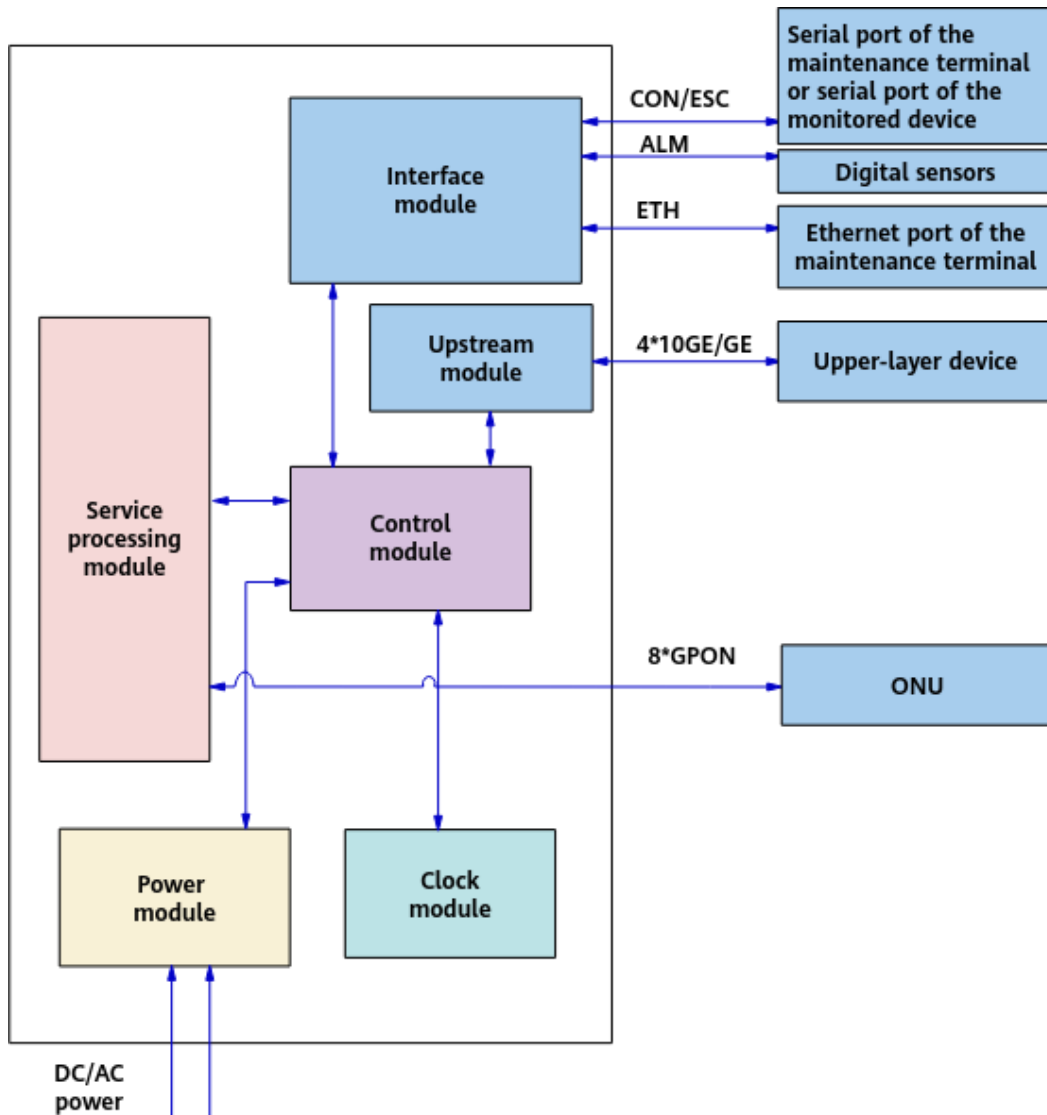 Serial port of the
maintenance terminal
or serial port of the
monitored device
CON/ESC
ALM
Digital sensors
Interface
module
ETH
Ethernet port of the
maintenance terminal
Upstream
module
4*10GE/GE
Upper-layer device
Service
processing
module
Control
module
8*GPON
ONU
Power
module
Clock
module
DC/AC
power